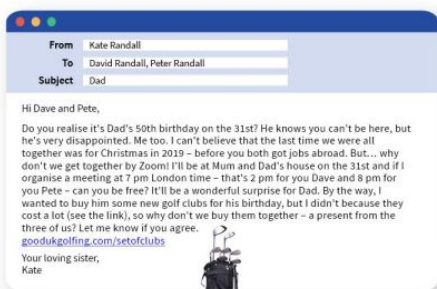 From Kate Randall
To David Randall, Peter Randall
Subject Dad
Hi Dave and Pete,
Do you realise it's Dad's 50th birthday on the 31st? He knows you can't be here, but
he's very disappointed. Me too. I can't believe that the last time we were all
together was for Christmas in 2019 – before you both got jobs abroad. But… why
don't we get together by Zoom! I'll be at Mum and Dad's house on the 31st and if I
organise a meeting at 7 pm London time – that's 2 pm for you Dave and 8 pm for
you Pete – can you be free? It'll be a wonderful surprise for Dad. By the way, I
wanted to buy him some new golf clubs for his birthday, but I didn't because they
cost a lot (see the link), so why don't we buy them together – a present from the
three of us? Let me know if you agree.
goodukgolfing.com/setofclubs
Your loving sister,
Kate